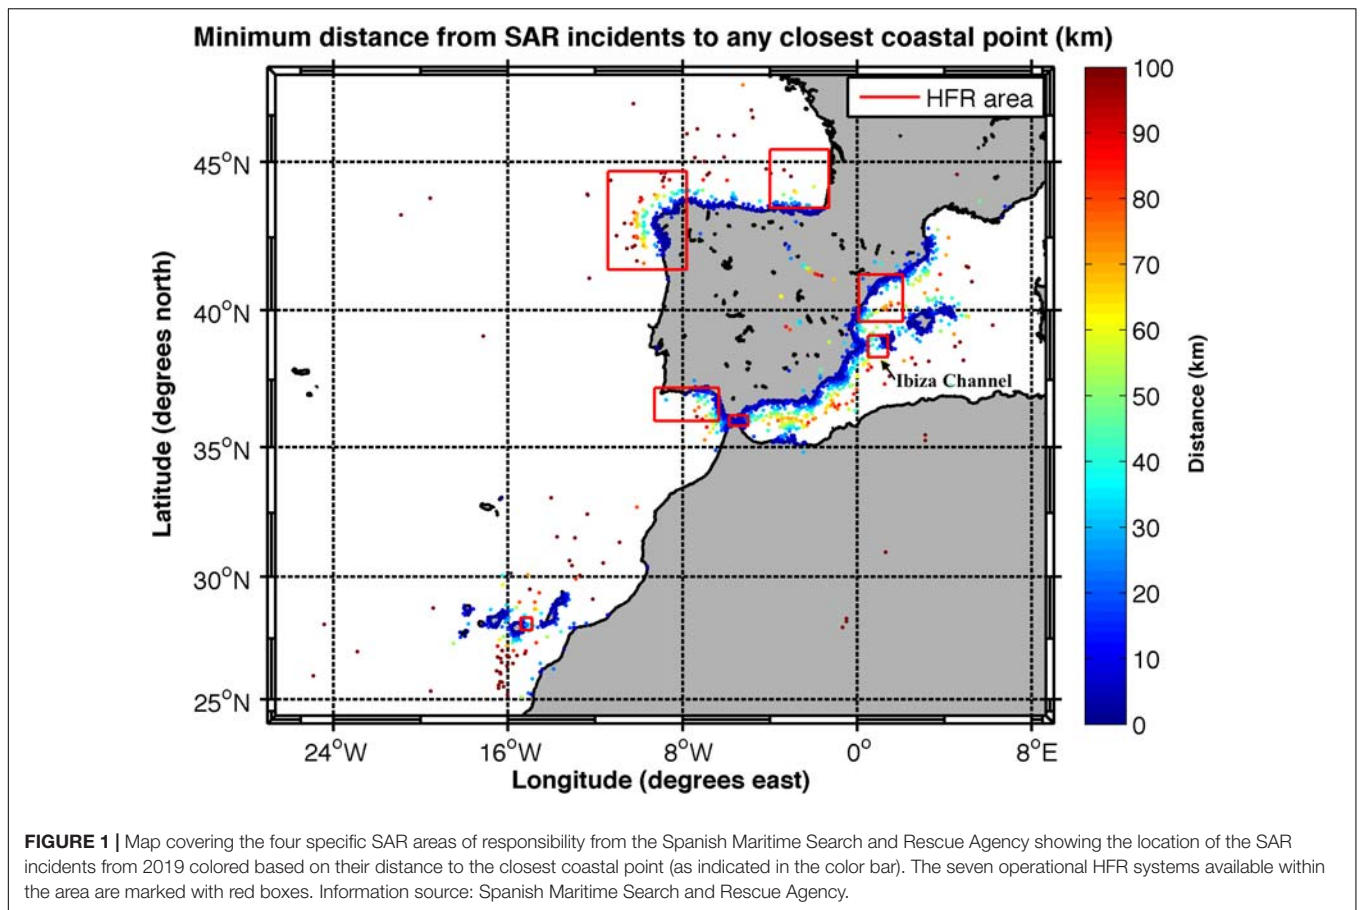 Minimum distance from SAR incidents to any closest coastal point (km)
HFR area
45°N
40°N
35°N
30°N
25°N
Latitude (degrees north)
24°W
16°W
8°W
0°
8°E
Longitude (degrees east)
Ibiza Channel
100
90
80
70
60
50
40
30
20
10
0
Distance (km)
FIGURE 1 | Map covering the four specific SAR areas of responsibility from the Spanish Maritime Search and Rescue Agency showing the location of the SAR
incidents from 2019 colored based on their distance to the closest coastal point (as indicated in the color bar). The seven operational HFR systems available within
the area are marked with red boxes. Information source: Spanish Maritime Search and Rescue Agency.